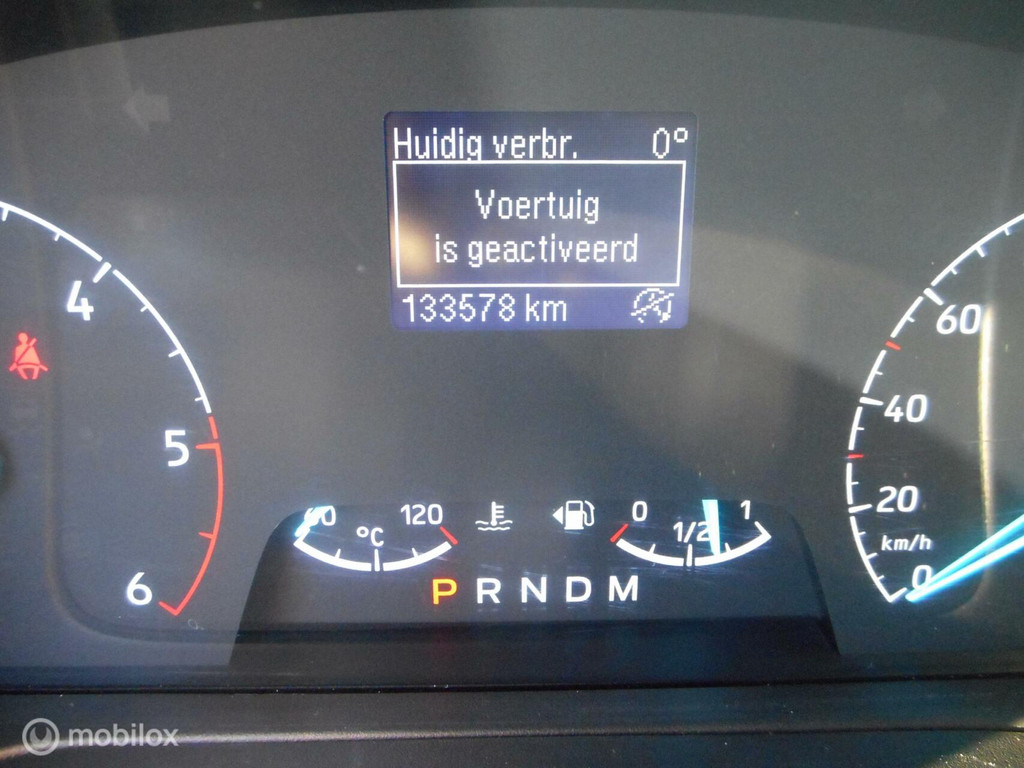 Huidig verbr. 0°
Voertuig
is geactiveerd
133578 km
4
5
6
60
40
20
km/h
0
60 °C 120
0 1/2 1
P R N D M
mobilox